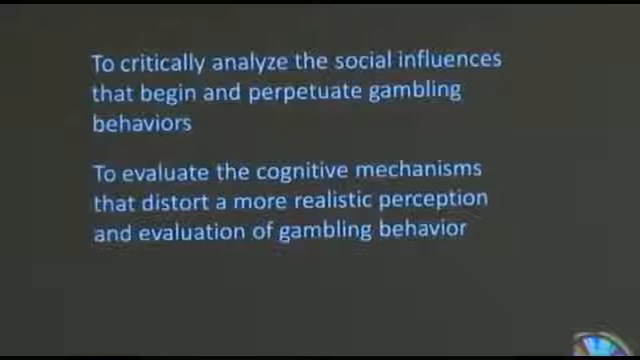 To critically analyze the social influences
that begin and perpetuate gambling
behaviors
To evaluate the cognitive mechanisms
that distort a more realistic perception
and evaluation of gambling behavior